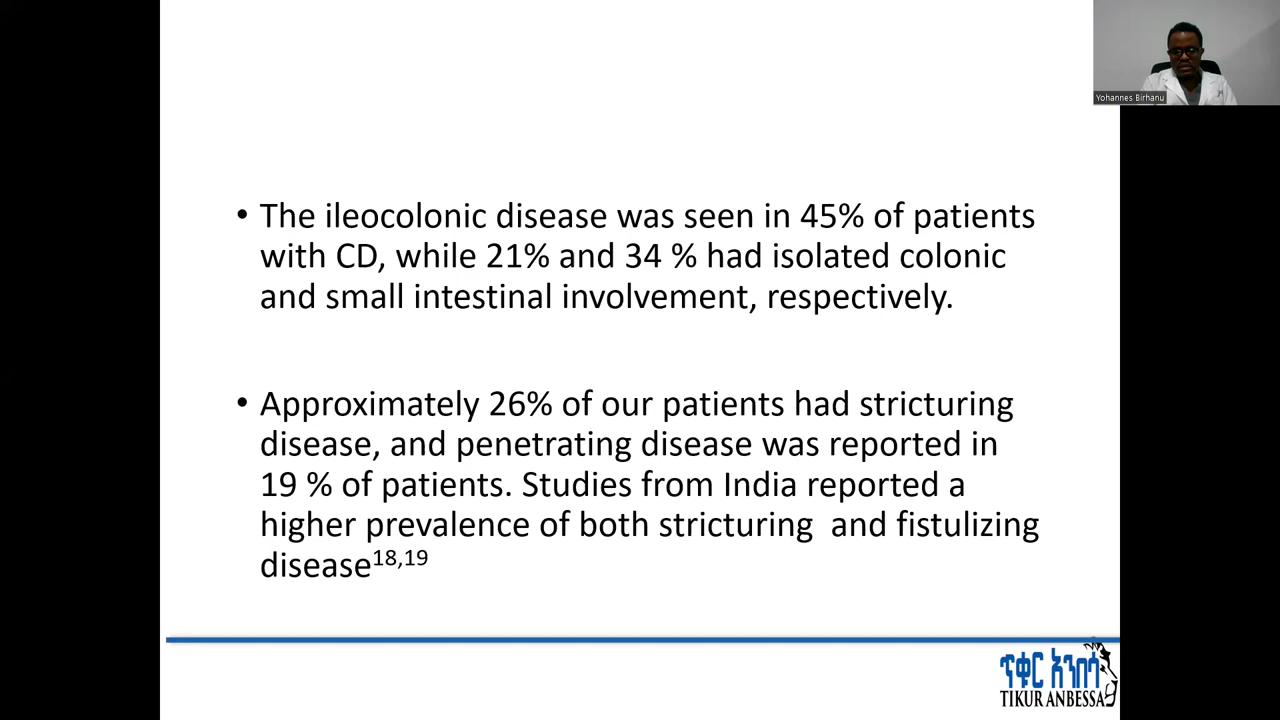 Yohannes Birhanu
• The ileocolonic disease was seen in 45% of patients
with CD, while 21% and 34 % had isolated colonic
and small intestinal involvement, respectively.
• Approximately 26% of our patients had stricturing
disease, and penetrating disease was reported in
19 % of patients. Studies from India reported a
higher prevalence of both stricturing  and fistulizing
disease18,19
ጥቁር አንበሳ
TIKUR ANBESSA